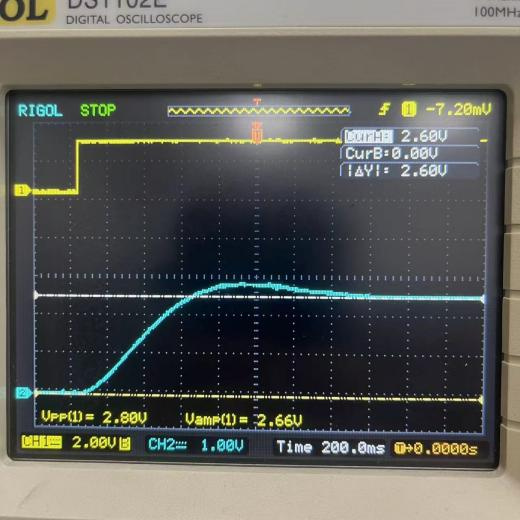 OL DS1102E
DIGITAL OSCILLOSCOPE
100MHz
RIGOL STOP T 1 -7.20mV
CurA: 2.60V
CurB:0.00V
|ΔY|: 2.60V
1
2
Vpp(1)= 2.80V Vamp(1)= 2.66V
CH1 2.00V CH2 1.00V Time 200.0ms T→0.0000s